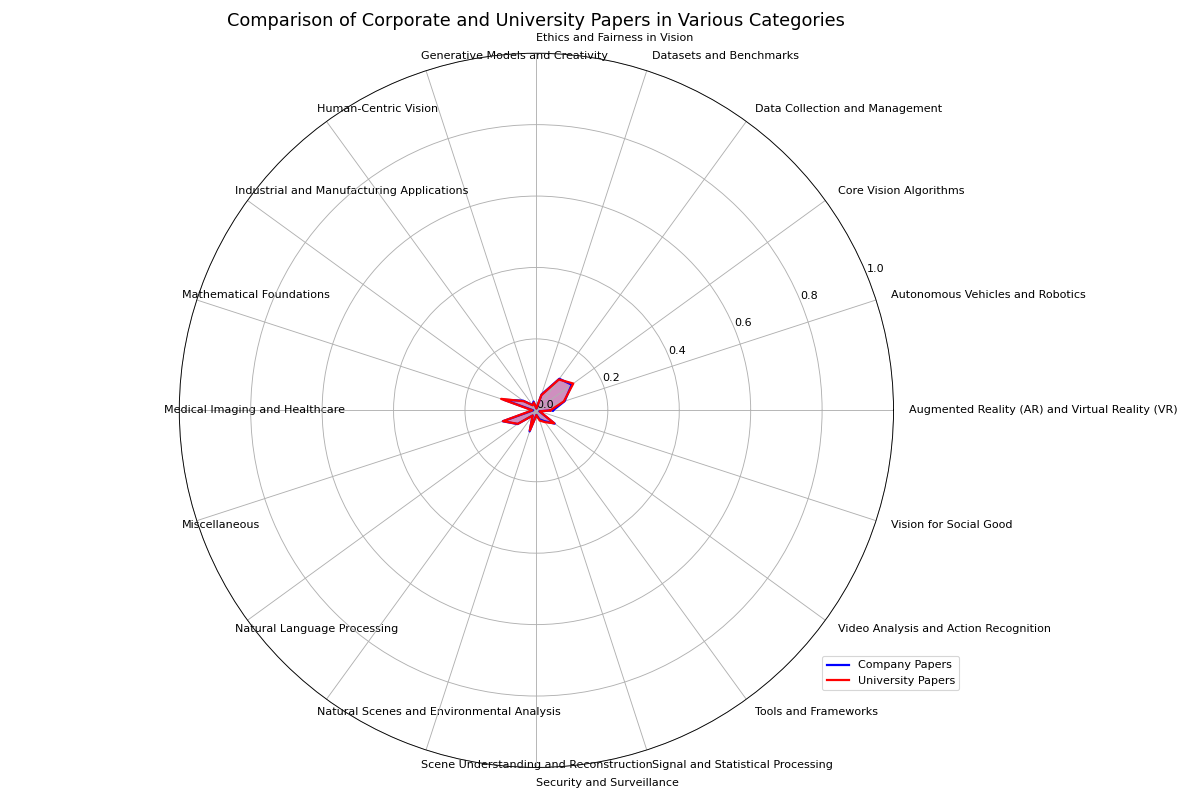 Comparison of Corporate and University Papers in Various Categories
Ethics and Fairness in Vision
Generative Models and Creativity
Datasets and Benchmarks
Human-Centric Vision
Data Collection and Management
Industrial and Manufacturing Applications
Core Vision Algorithms
1.0
Mathematical Foundations
0.8
Autonomous Vehicles and Robotics
0.6
0.4
0.2
0.0
Medical Imaging and Healthcare
Augmented Reality (AR) and Virtual Reality (VR)
Miscellaneous
Vision for Social Good
Natural Language Processing
Video Analysis and Action Recognition
Company Papers
University Papers
Natural Scenes and Environmental Analysis
Tools and Frameworks
Scene Understanding and Reconstruction
Signal and Statistical Processing
Security and Surveillance